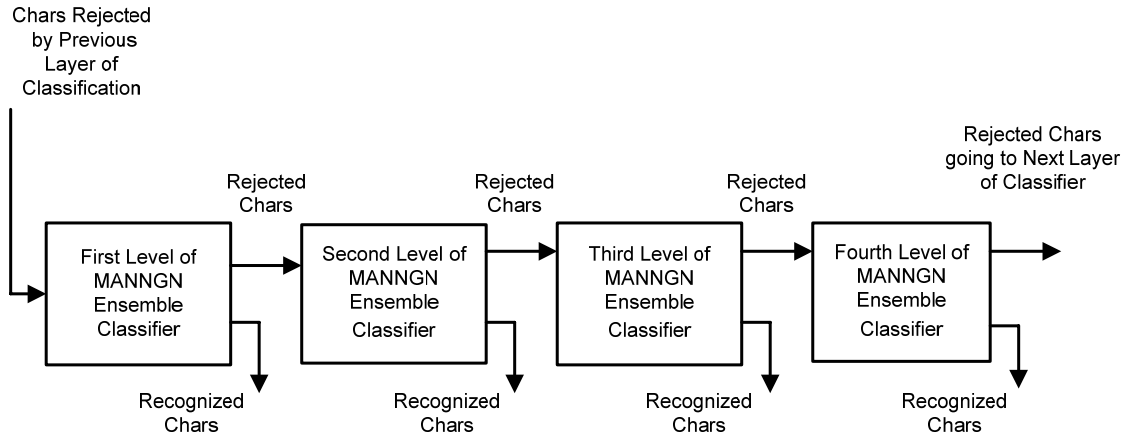 Chars Rejected
by Previous
Layer of
Classification
Rejected Chars
going to Next Layer
of Classifier
Rejected
Chars
Rejected
Chars
Rejected
Chars
First Level of
MANNGN
Ensemble
Classifier
Second Level of
MANNGN
Ensemble
Classifier
Third Level of
MANNGN
Ensemble
Classifier
Fourth Level of
MANNGN
Ensemble
Classifier
Recognized
Chars
Recognized
Chars
Recognized
Chars
Recognized
Chars